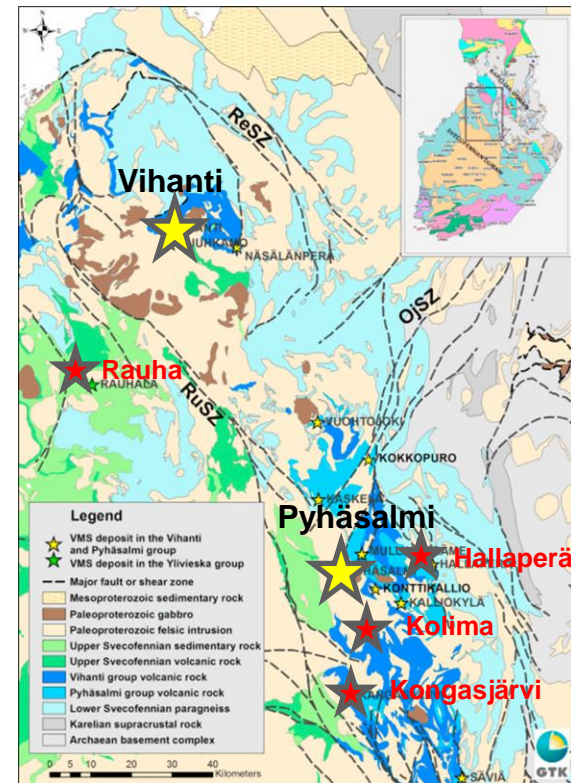 ReSZ
Vihanti
NÄSÄLÄNPERÄ
OjSZ
Rauha
RAUHALA
RuSZ
VUOHTOJOKI
KOKKOPURO
Pyhäsalmi
Hallaperä
KONTTIKALLIO
KALLIOKYLÄ
Kolima
Kongasjärvi
SÄVIÄ
Legend
VMS deposit in the Vihanti
and Pyhäsalmi group
VMS deposit in the Ylivieska group
Major fault or shear zone
Mesoproterozoic sedimentary rock
Paleoproterozoic gabbro
Paleoproterozoic felsic intrusion
Upper Svecofennian sedimentary rock
Upper Svecofennian volcanic rock
Vihanti group volcanic rock
Pyhäsalmi group volcanic rock
Lower Svecofennian paragneiss
Karelian supracrustal rock
Archaean basement complex
0 5 10 20 30 40
Kilometers
GTK